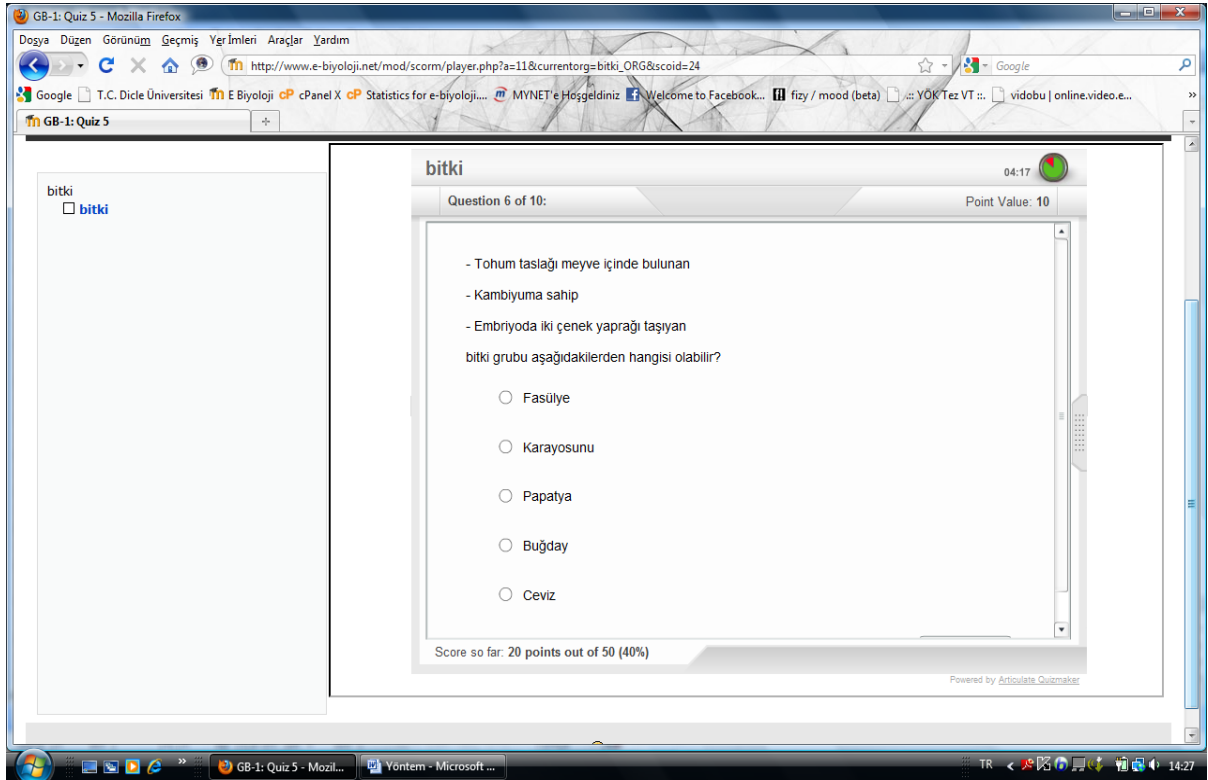 GB-1: Quiz 5 - Mozilla Firefox
Dosya Düzen Görünüm Geçmiş Yer İmleri Araçlar Yardım
http://www.e-biyoloji.net/mod/scorm/player.php?a=11&currentorg=bitki_ORG&scoid=24
Google
Google T.C. Dicle Üniversitesi E Biyoloji cPanel X Statistics for e-biyoloji.... MYNET'e Hoşgeldiniz Welcome to Facebook... fizy / mood (beta) .:: YÖK Tez VT ::. vidobu | online.video.e... »
GB-1: Quiz 5
bitki
bitki
bitki
04:17
Question 6 of 10:
Point Value: 10
- Tohum taslağı meyve içinde bulunan
- Kambiyuma sahip
- Embriyoda iki çenek yaprağı taşıyan
bitki grubu aşağıdakilerden hangisi olabilir?
Fasülye
Karayosunu
Papatya
Buğday
Ceviz
Score so far: 20 points out of 50 (40%)
Powered by Articulate Quizmaker
GB-1: Quiz 5 - Mozil...
Yöntem - Microsoft ...
TR
14:27